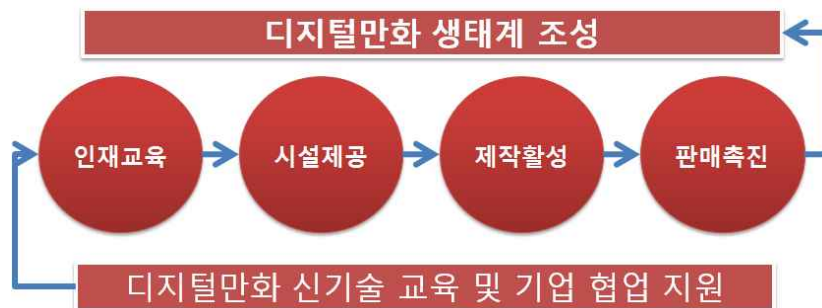 디지털만화 생태계 조성
인재교육
시설제공
제작활성
판매촉진
디지털만화 신기술 교육 및 기업 협업 지원